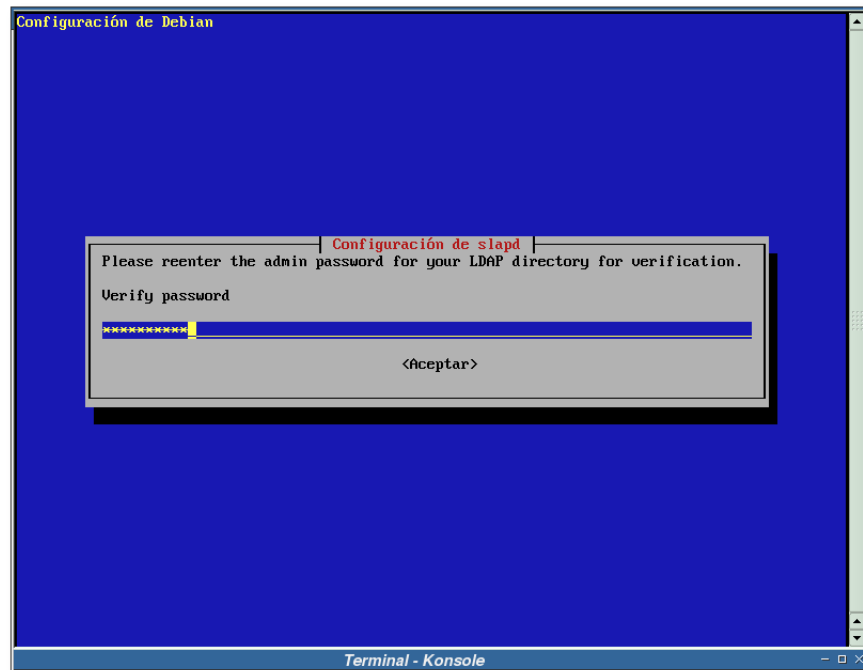 Configuración de Debian
Configuración de slapd
Please reenter the admin password for your LDAP directory for verification.
Verify password
**********
<Aceptar>
Terminal - Konsole